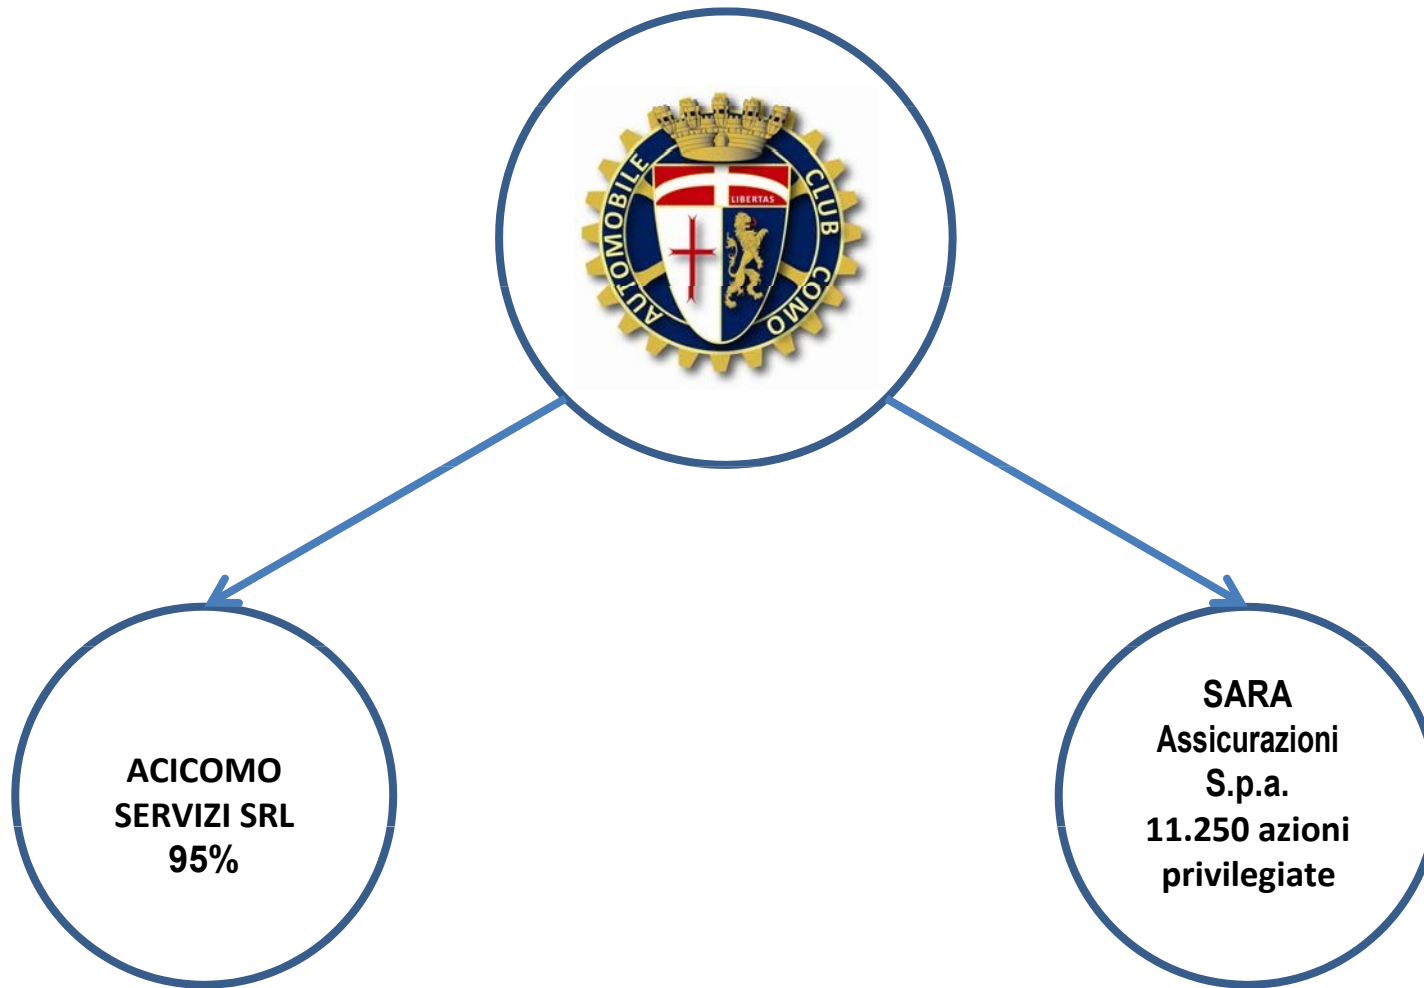 AUTOMOBILE CLUB COMO
LIBERTAS
ACICOMO
SERVIZI SRL
95%
SARA
Assicurazioni
S.p.a.
11.250 azioni
privilegiate